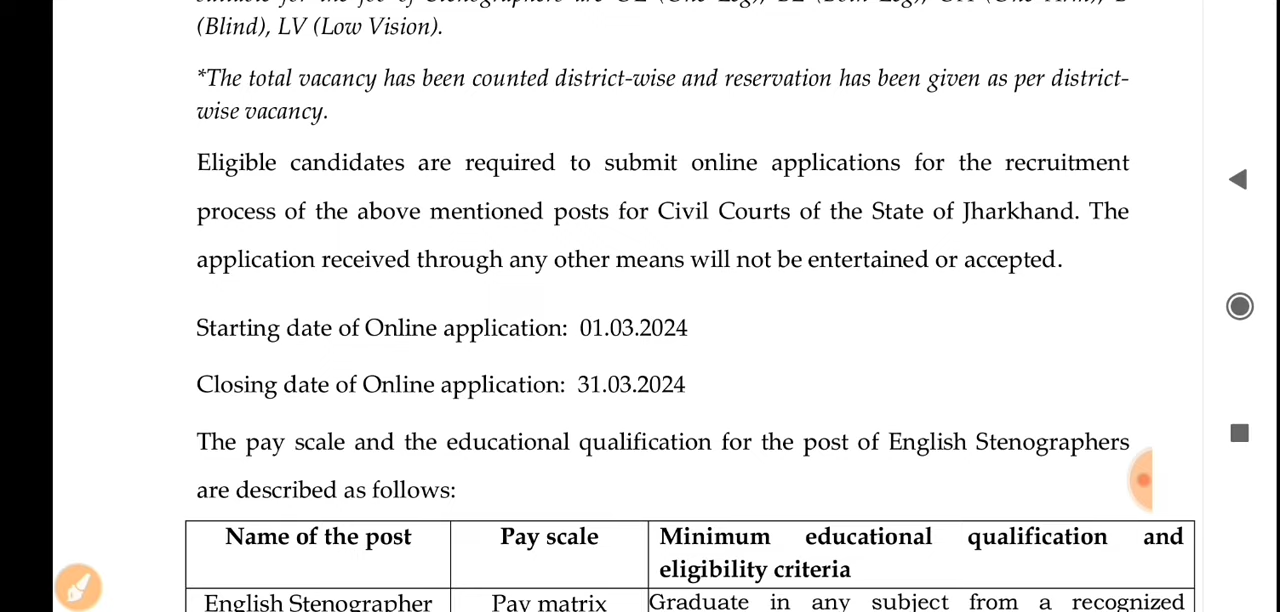 (Blind), LV (Low Vision).
*The total vacancy has been counted district-wise and reservation has been given as per district-
wise vacancy.
Eligible candidates are required to submit online applications for the recruitment
process of the above mentioned posts for Civil Courts of the State of Jharkhand. The
application received through any other means will not be entertained or accepted.
Starting date of Online application: 01.03.2024
Closing date of Online application: 31.03.2024
The pay scale and the educational qualification for the post of English Stenographers
are described as follows:
Name of the post Pay scale Minimum educational qualification and
eligibility criteria
English Stenographer Pay matrix Graduate in any subject from a recognized